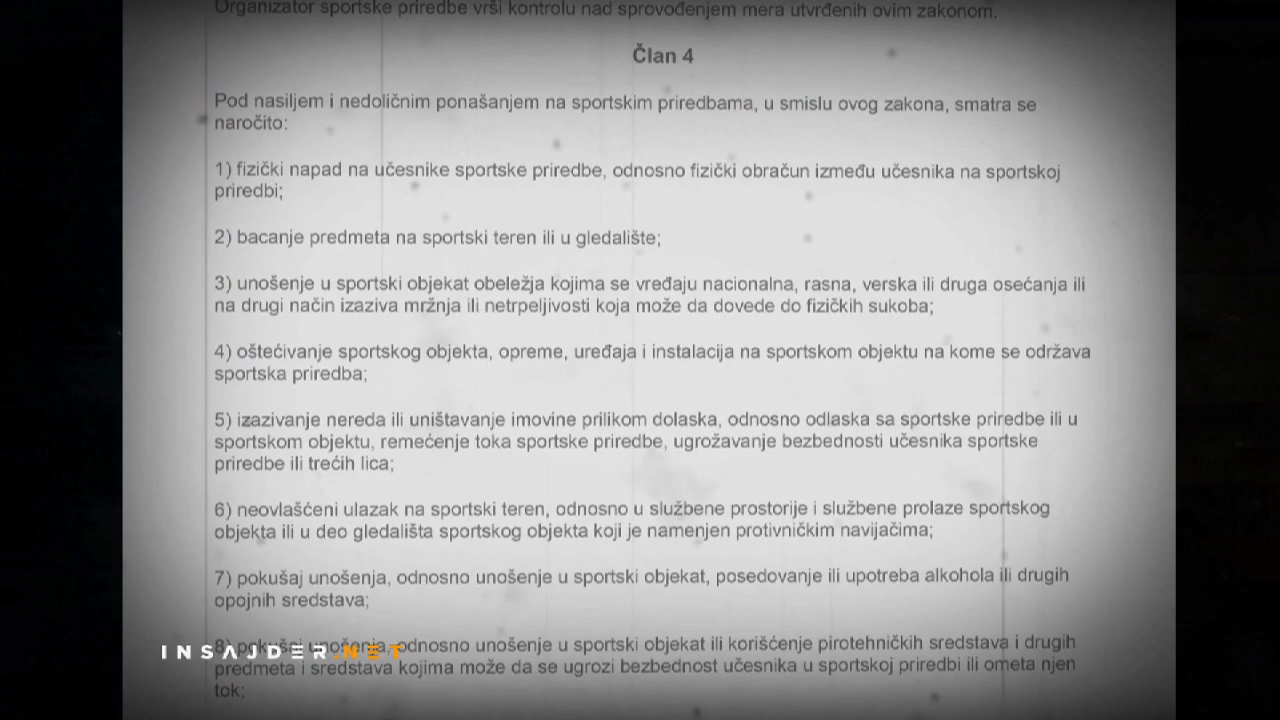 Organizator sportske priredbe vrši kontrolu nad sprovođenjem mera utvrđenih ovim zakonom.
Član 4
Pod nasiljem i nedoličnim ponašanjem na sportskim priredbama, u smislu ovog zakona, smatra se
naročito:
1) fizički napad na učesnike sportske priredbe, odnosno fizički obračun između učesnika na sportskoj
priredbi;
2) bacanje predmeta na sportski teren ili u gledalište;
3) unošenje u sportski objekat obeležja kojima se vređaju nacionalna, rasna, verska ili druga osećanja ili
na drugi način izaziva mržnja ili netrpeljivosti koja može da dovede do fizičkih sukoba;
4) oštećivanje sportskog objekta, opreme, uređaja i instalacija na sportskom objektu na kome se održava
sportska priredba;
5) izazivanje nereda ili uništavanje imovine prilikom dolaska, odnosno odlaska sa sportske priredbe ili u
sportskom objektu, remećenje toka sportske priredbe, ugrožavanje bezbednosti učesnika sportske
priredbe ili trećih lica;
6) neovlašćeni ulazak na sportski teren, odnosno u službene prostorije i službene prolaze sportskog
objekta ili u deo gledališta sportskog objekta koji je namenjen protivničkim navijačima;
7) pokušaj unošenja, odnosno unošenje u sportski objekat, posedovanje ili upotreba alkohola ili drugih
opojnih sredstava;
8) pokušaj unošenja, odnosno unošenje u sportski objekat ili korišćenje pirotehničkih sredstava i drugih
INSAJDER.NET
predmeta i sredstava kojima može da se ugrozi bezbednost učesnika u sportskoj priredbi ili ometa njen
tok;